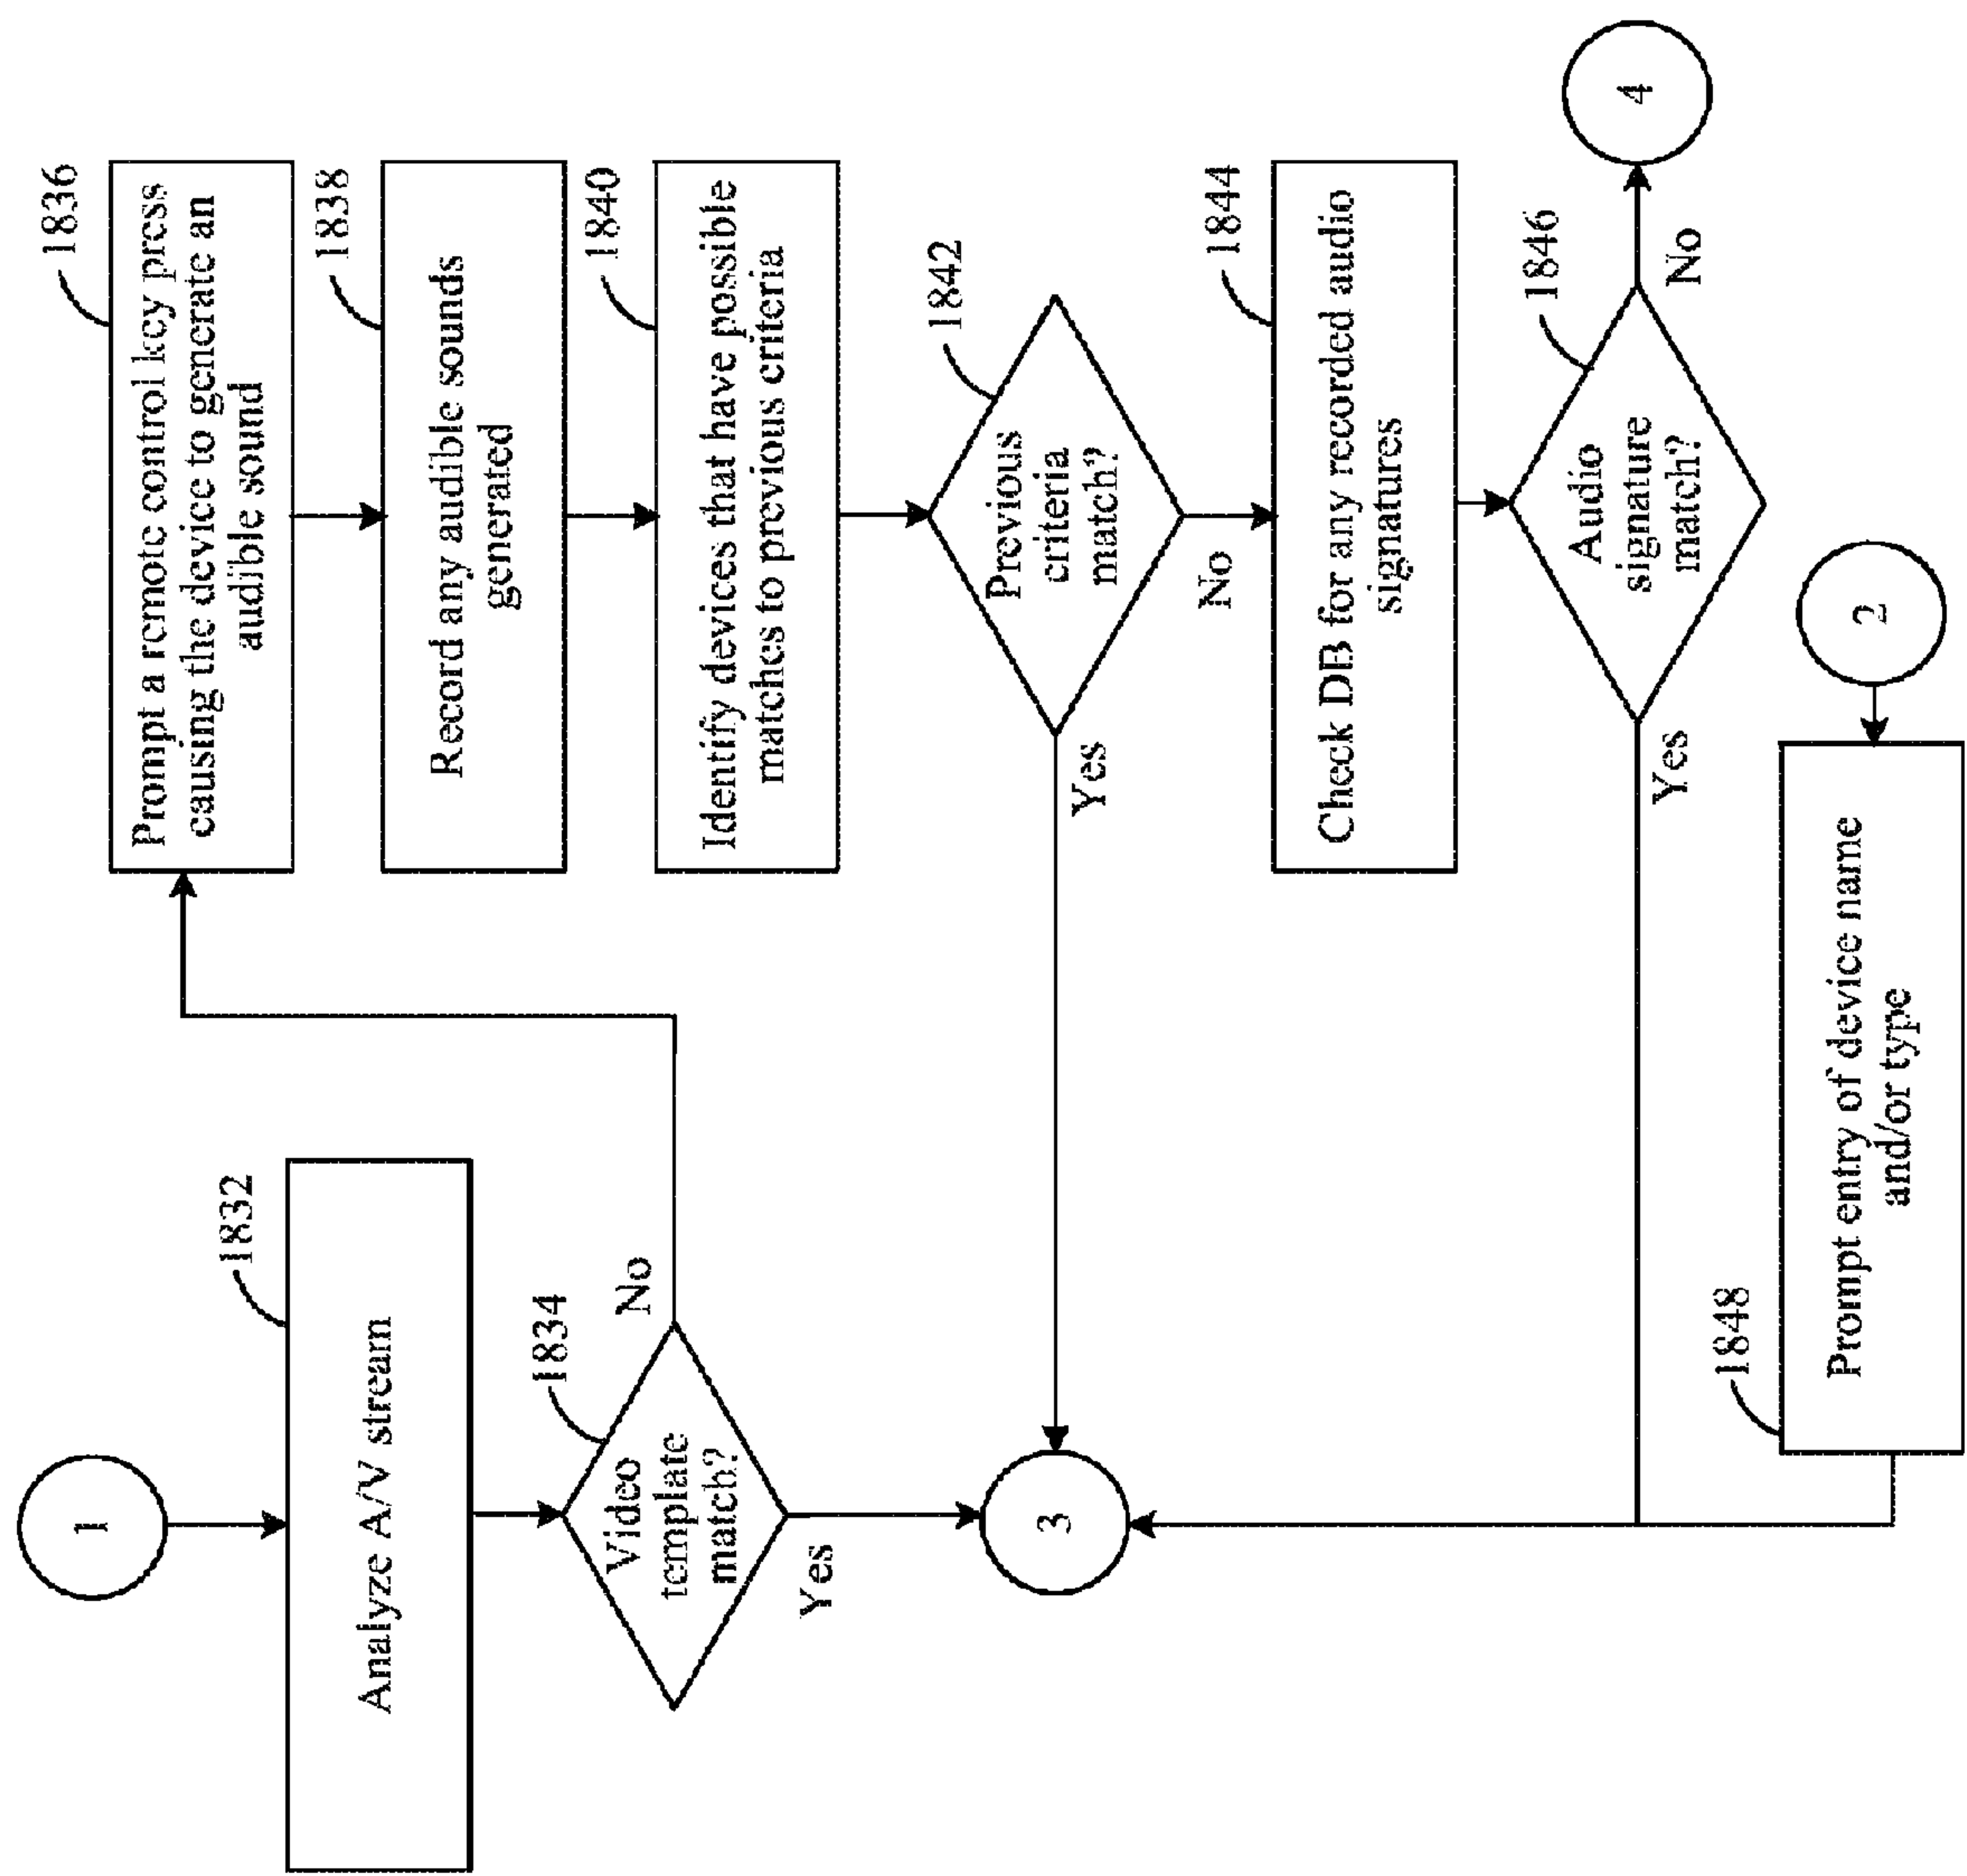 1
1832
Analyze A/V stream
1834
Video
template
match?
No
Yes
3
1836
Prompt a remote control key press
causing the device to generate an
audible sound
1838
Record any audible sounds
generated
1840
Identify devices that have possible
matches to previous criteria
1842
Previous
criteria
match?
Yes
No
1844
Check DB for any recorded audio
signatures
1846
Audio
signature
match?
Yes
No
4
2
1848
Prompt entry of device name
and/or type